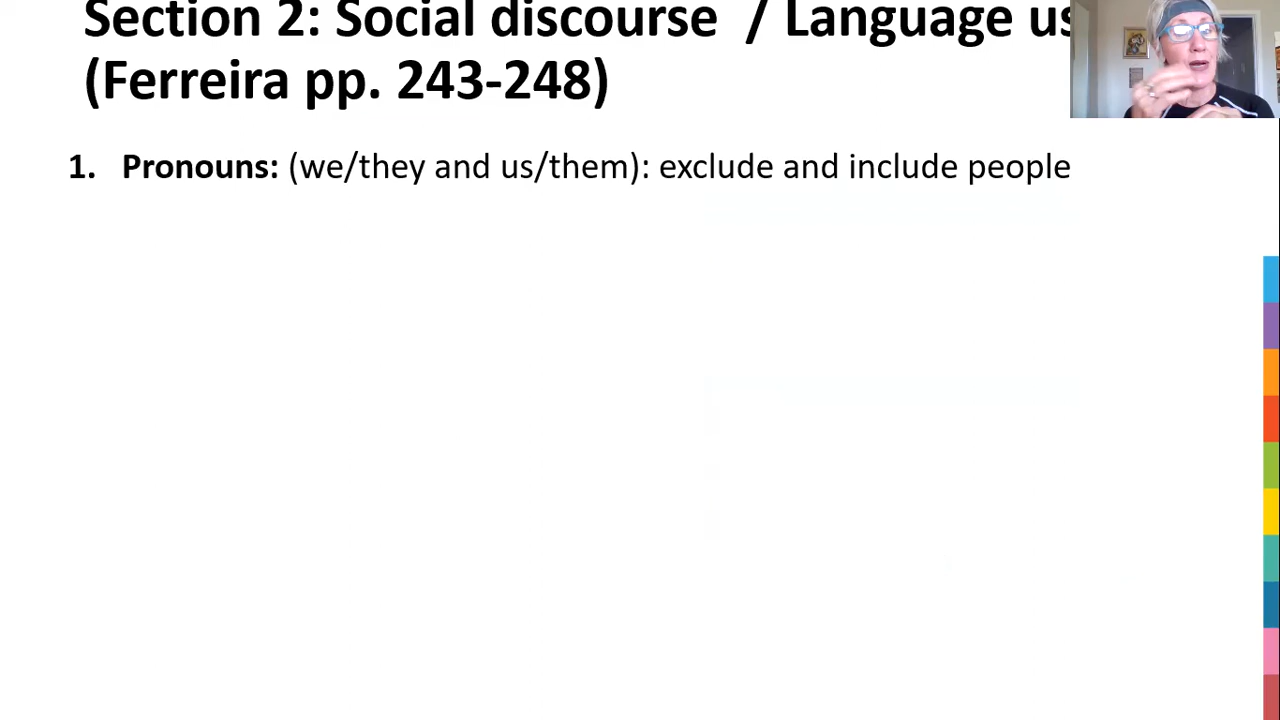 Section 2: Social discourse / Language us
(Ferreira pp. 243-248)
1. Pronouns: (we/they and us/them): exclude and include people